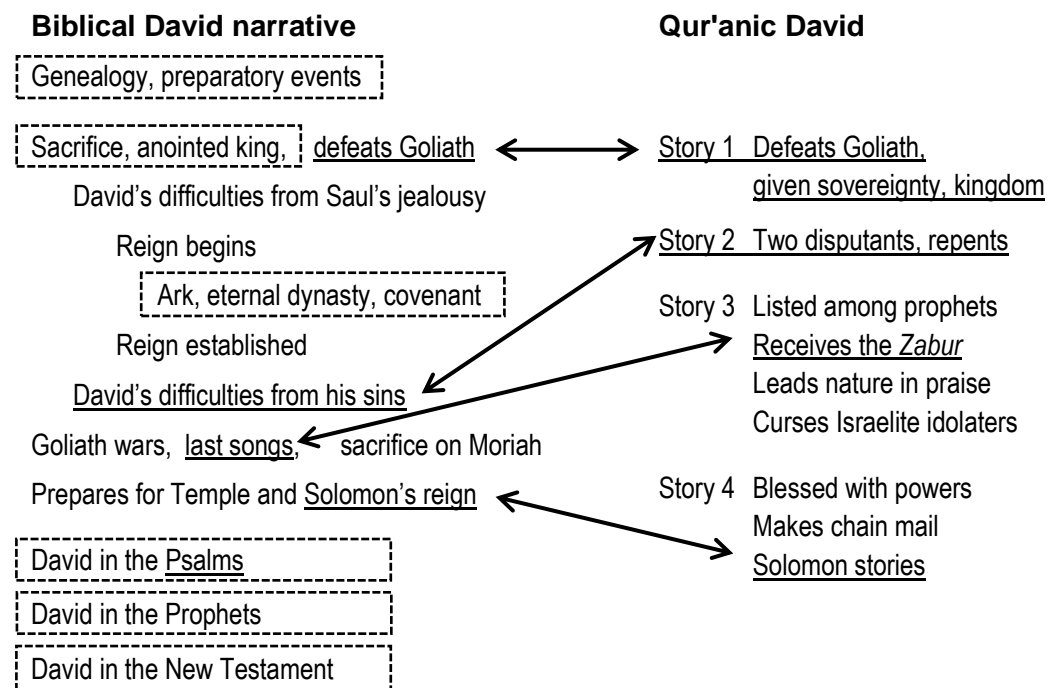 Biblical David narrative
Genealogy, preparatory events
Sacrifice, anointed king, defeats Goliath
David’s difficulties from Saul’s jealousy
Reign begins
Ark, eternal dynasty, covenant
Reign established
David’s difficulties from his sins
Goliath wars, last songs, sacrifice on Moriah
Prepares for Temple and Solomon’s reign
David in the Psalms
David in the Prophets
David in the New Testament
Qur'anic David
Story 1 Defeats Goliath,
given sovereignty, kingdom
Story 2 Two disputants, repents
Story 3 Listed among prophets
Receives the Zabur
Leads nature in praise
Curses Israelite idolaters
Story 4 Blessed with powers
Makes chain mail
Solomon stories